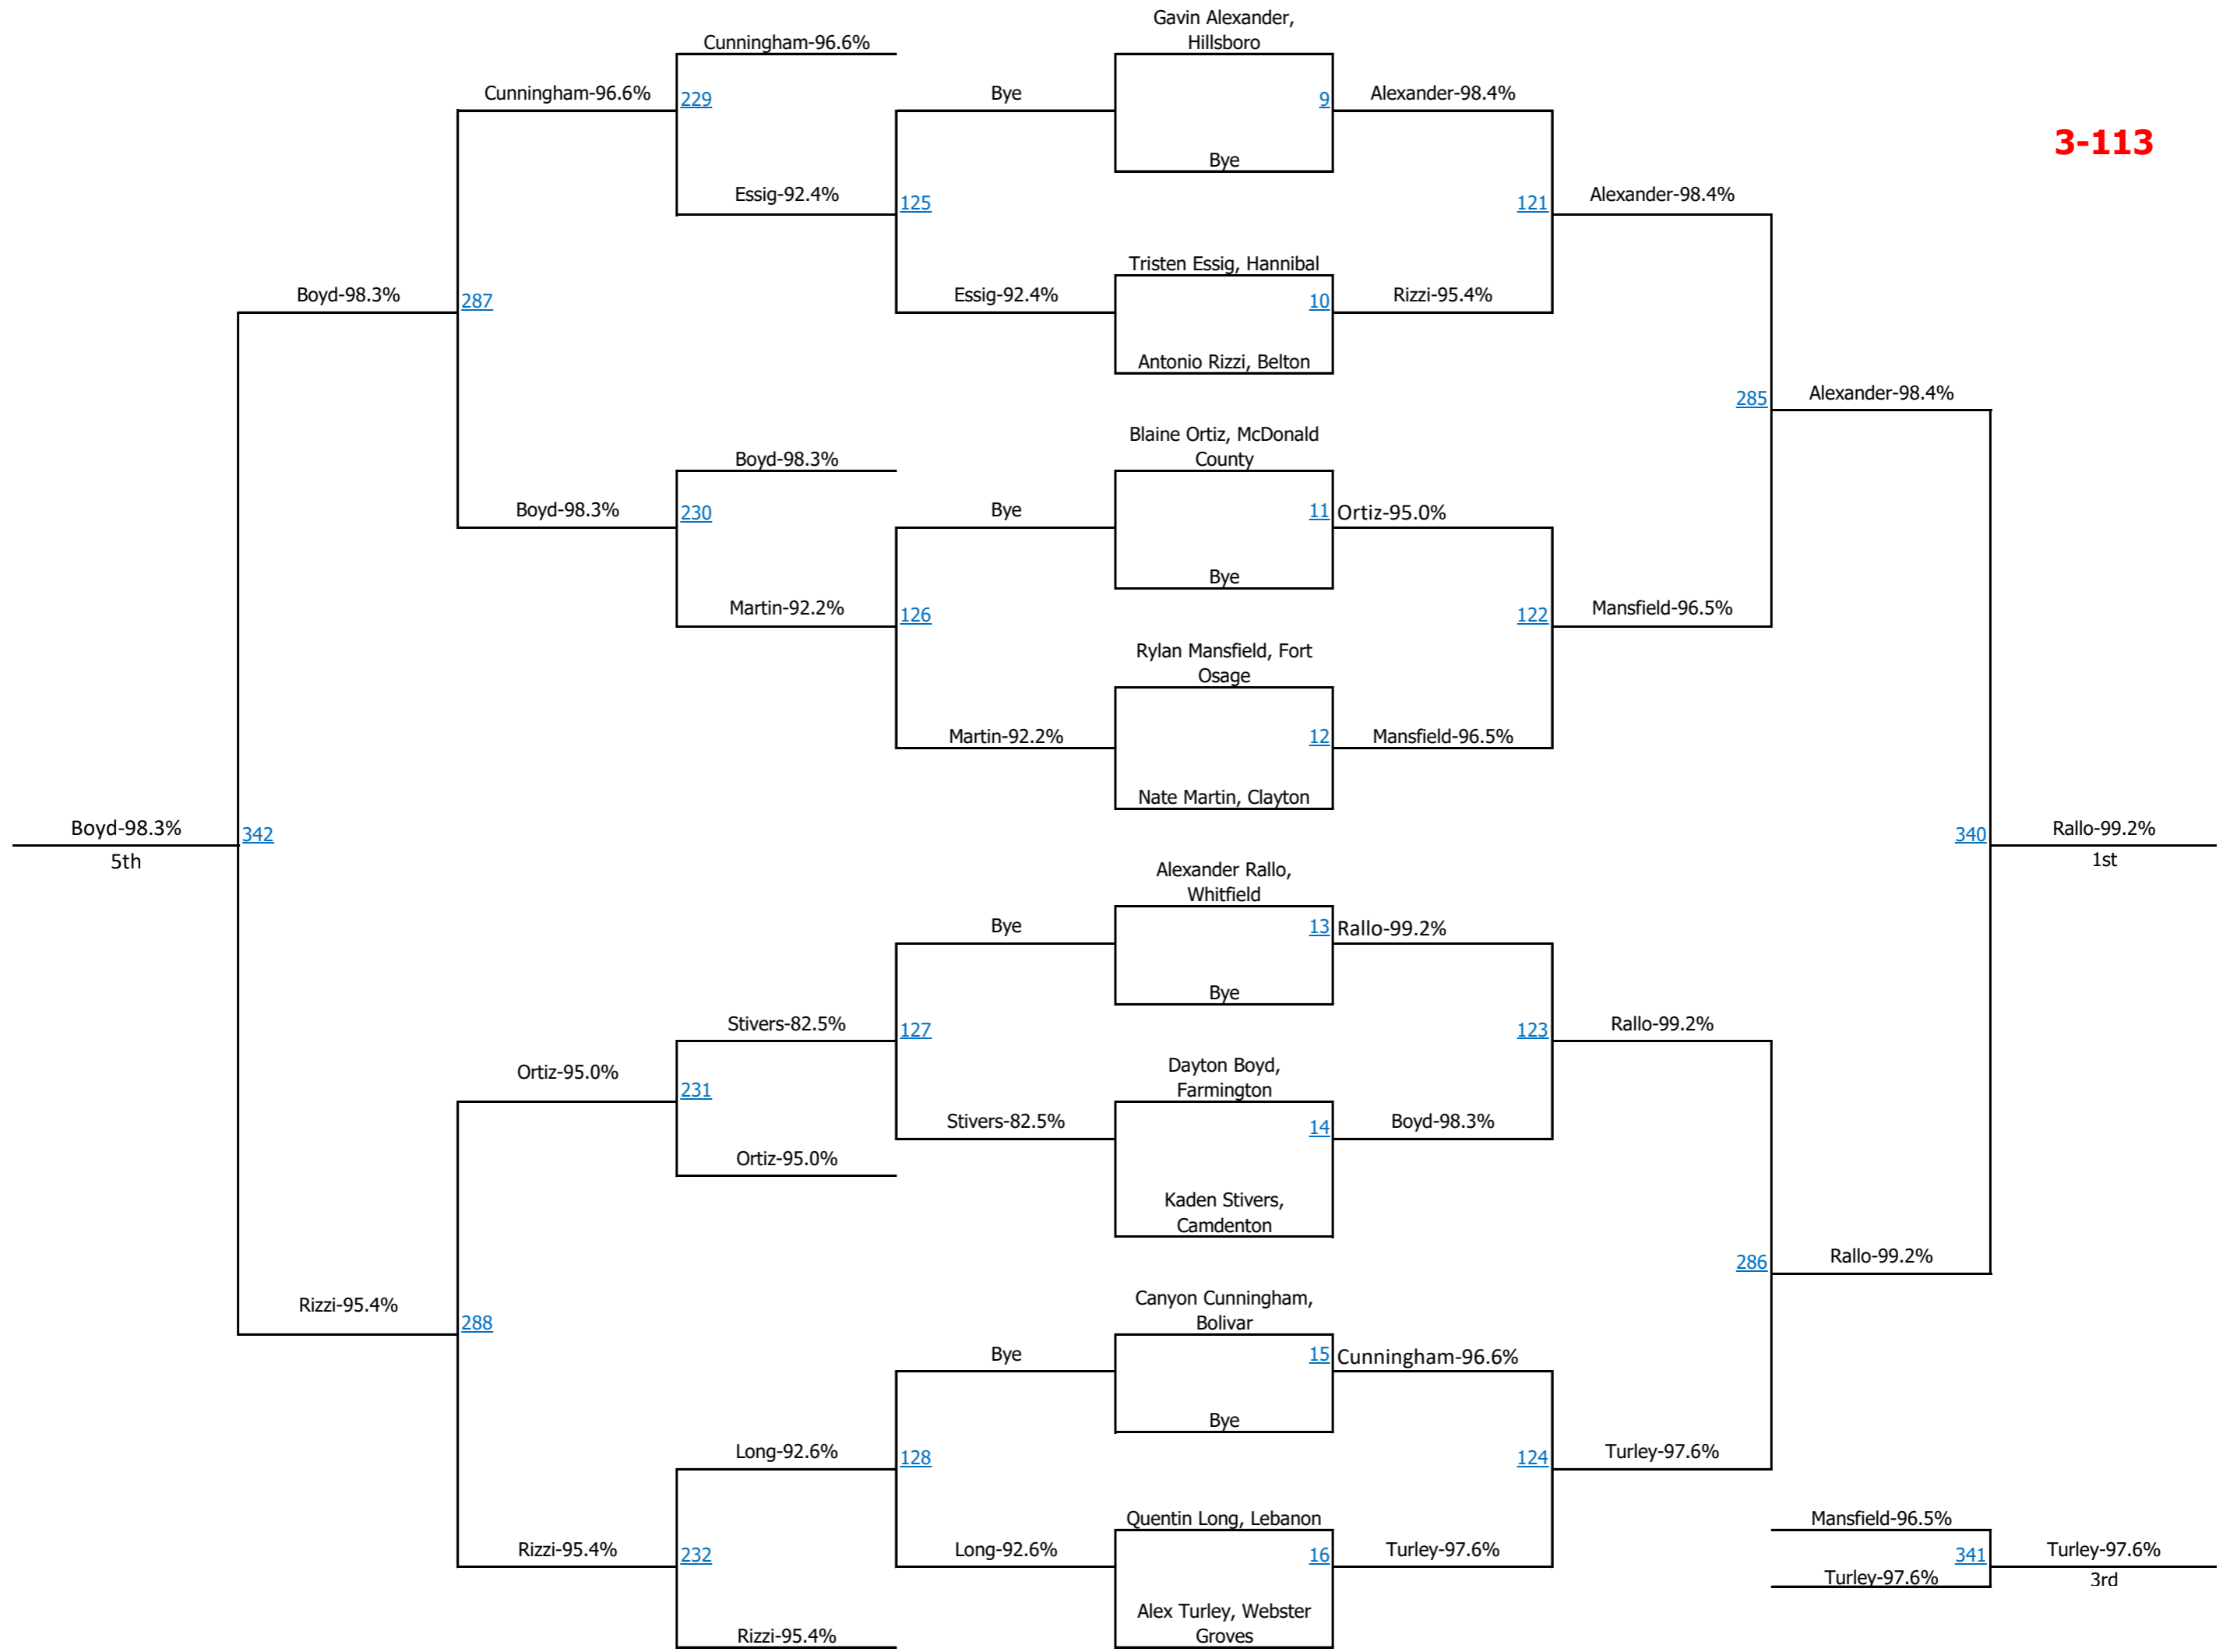 Gavin Alexander,
Hillsboro
Cunningham-96.6%
Cunningham-96.6%
229
Bye
9
Alexander-98.4%
3-113
Bye
Essig-92.4%
125
121
Alexander-98.4%
Tristen Essig, Hannibal
Boyd-98.3%
287
Essig-92.4%
10
Rizzi-95.4%
Antonio Rizzi, Belton
285
Alexander-98.4%
Blaine Ortiz, McDonald
County
Boyd-98.3%
Boyd-98.3%
230
Bye
11
Ortiz-95.0%
Bye
Martin-92.2%
126
122
Mansfield-96.5%
Rylan Mansfield, Fort
Osage
Martin-92.2%
12
Mansfield-96.5%
Nate Martin, Clayton
Boyd-98.3%
342
340
Rallo-99.2%
5th
1st
Alexander Rallo,
Whitfield
Bye
13
Rallo-99.2%
Bye
Stivers-82.5%
127
123
Rallo-99.2%
Ortiz-95.0%
231
Dayton Boyd,
Farmington
Stivers-82.5%
14
Boyd-98.3%
Ortiz-95.0%
Kaden Stivers,
Camdenton
286
Rallo-99.2%
Rizzi-95.4%
288
Canyon Cunningham,
Bolivar
Bye
15
Cunningham-96.6%
Bye
Long-92.6%
128
124
Turley-97.6%
Quentin Long, Lebanon
Mansfield-96.5%
Rizzi-95.4%
232
Long-92.6%
16
Turley-97.6%
341
Turley-97.6%
Turley-97.6%
3rd
Alex Turley, Webster
Groves
Rizzi-95.4%